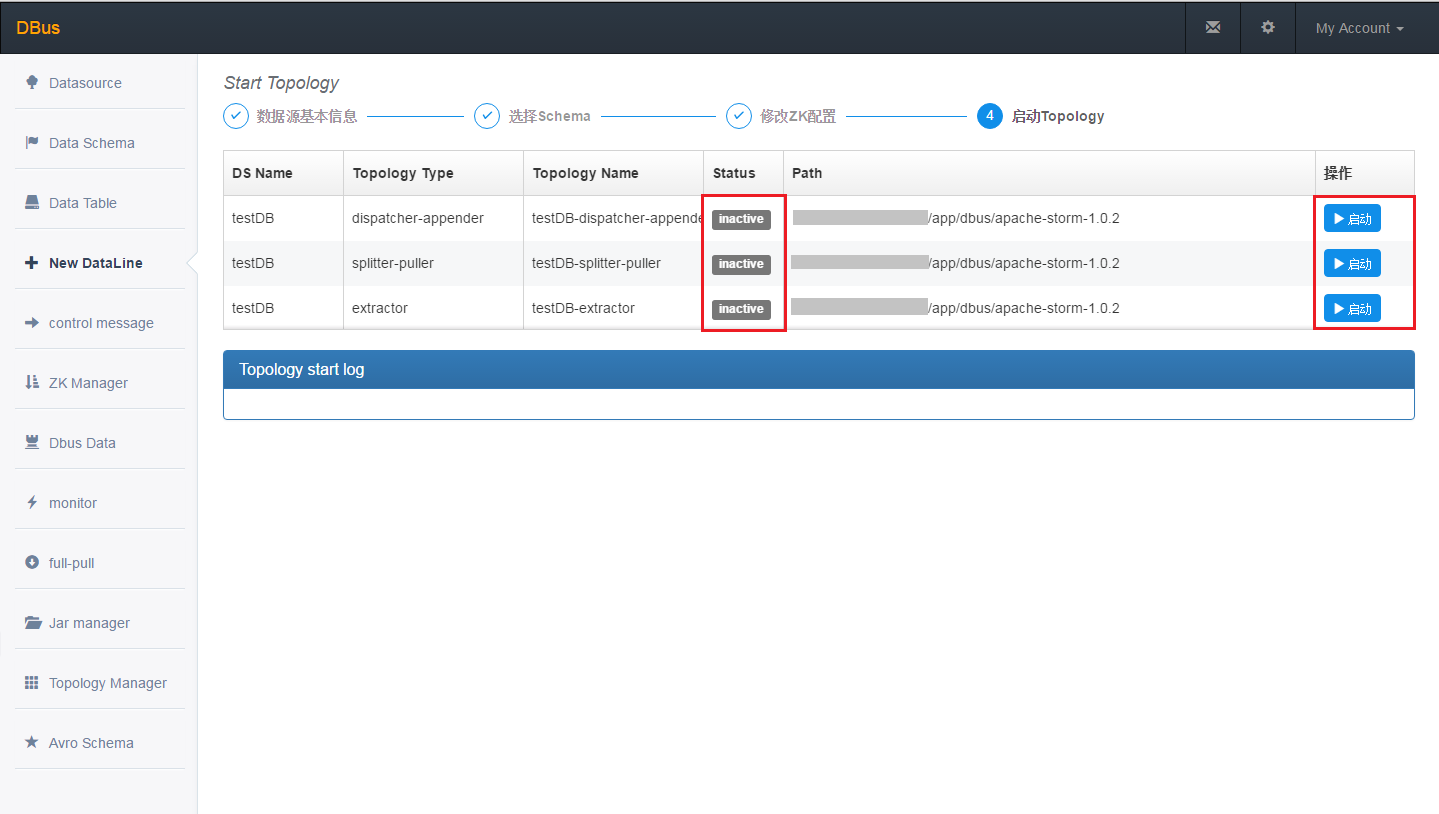 DBus
My Account
Datasource
Data Schema
Data Table
New DataLine
control message
ZK Manager
Dbus Data
monitor
full-pull
Jar manager
Topology Manager
Avro Schema
Start Topology
数据源基本信息 选择Schema 修改ZK配置 4 启动Topology
DS Name Topology Type Topology Name Status Path 操作
testDB dispatcher-appender testDB-dispatcher-appende inactive /app/dbus/apache-storm-1.0.2 启动
testDB splitter-puller testDB-splitter-puller inactive /app/dbus/apache-storm-1.0.2 启动
testDB extractor testDB-extractor inactive /app/dbus/apache-storm-1.0.2 启动
Topology start log